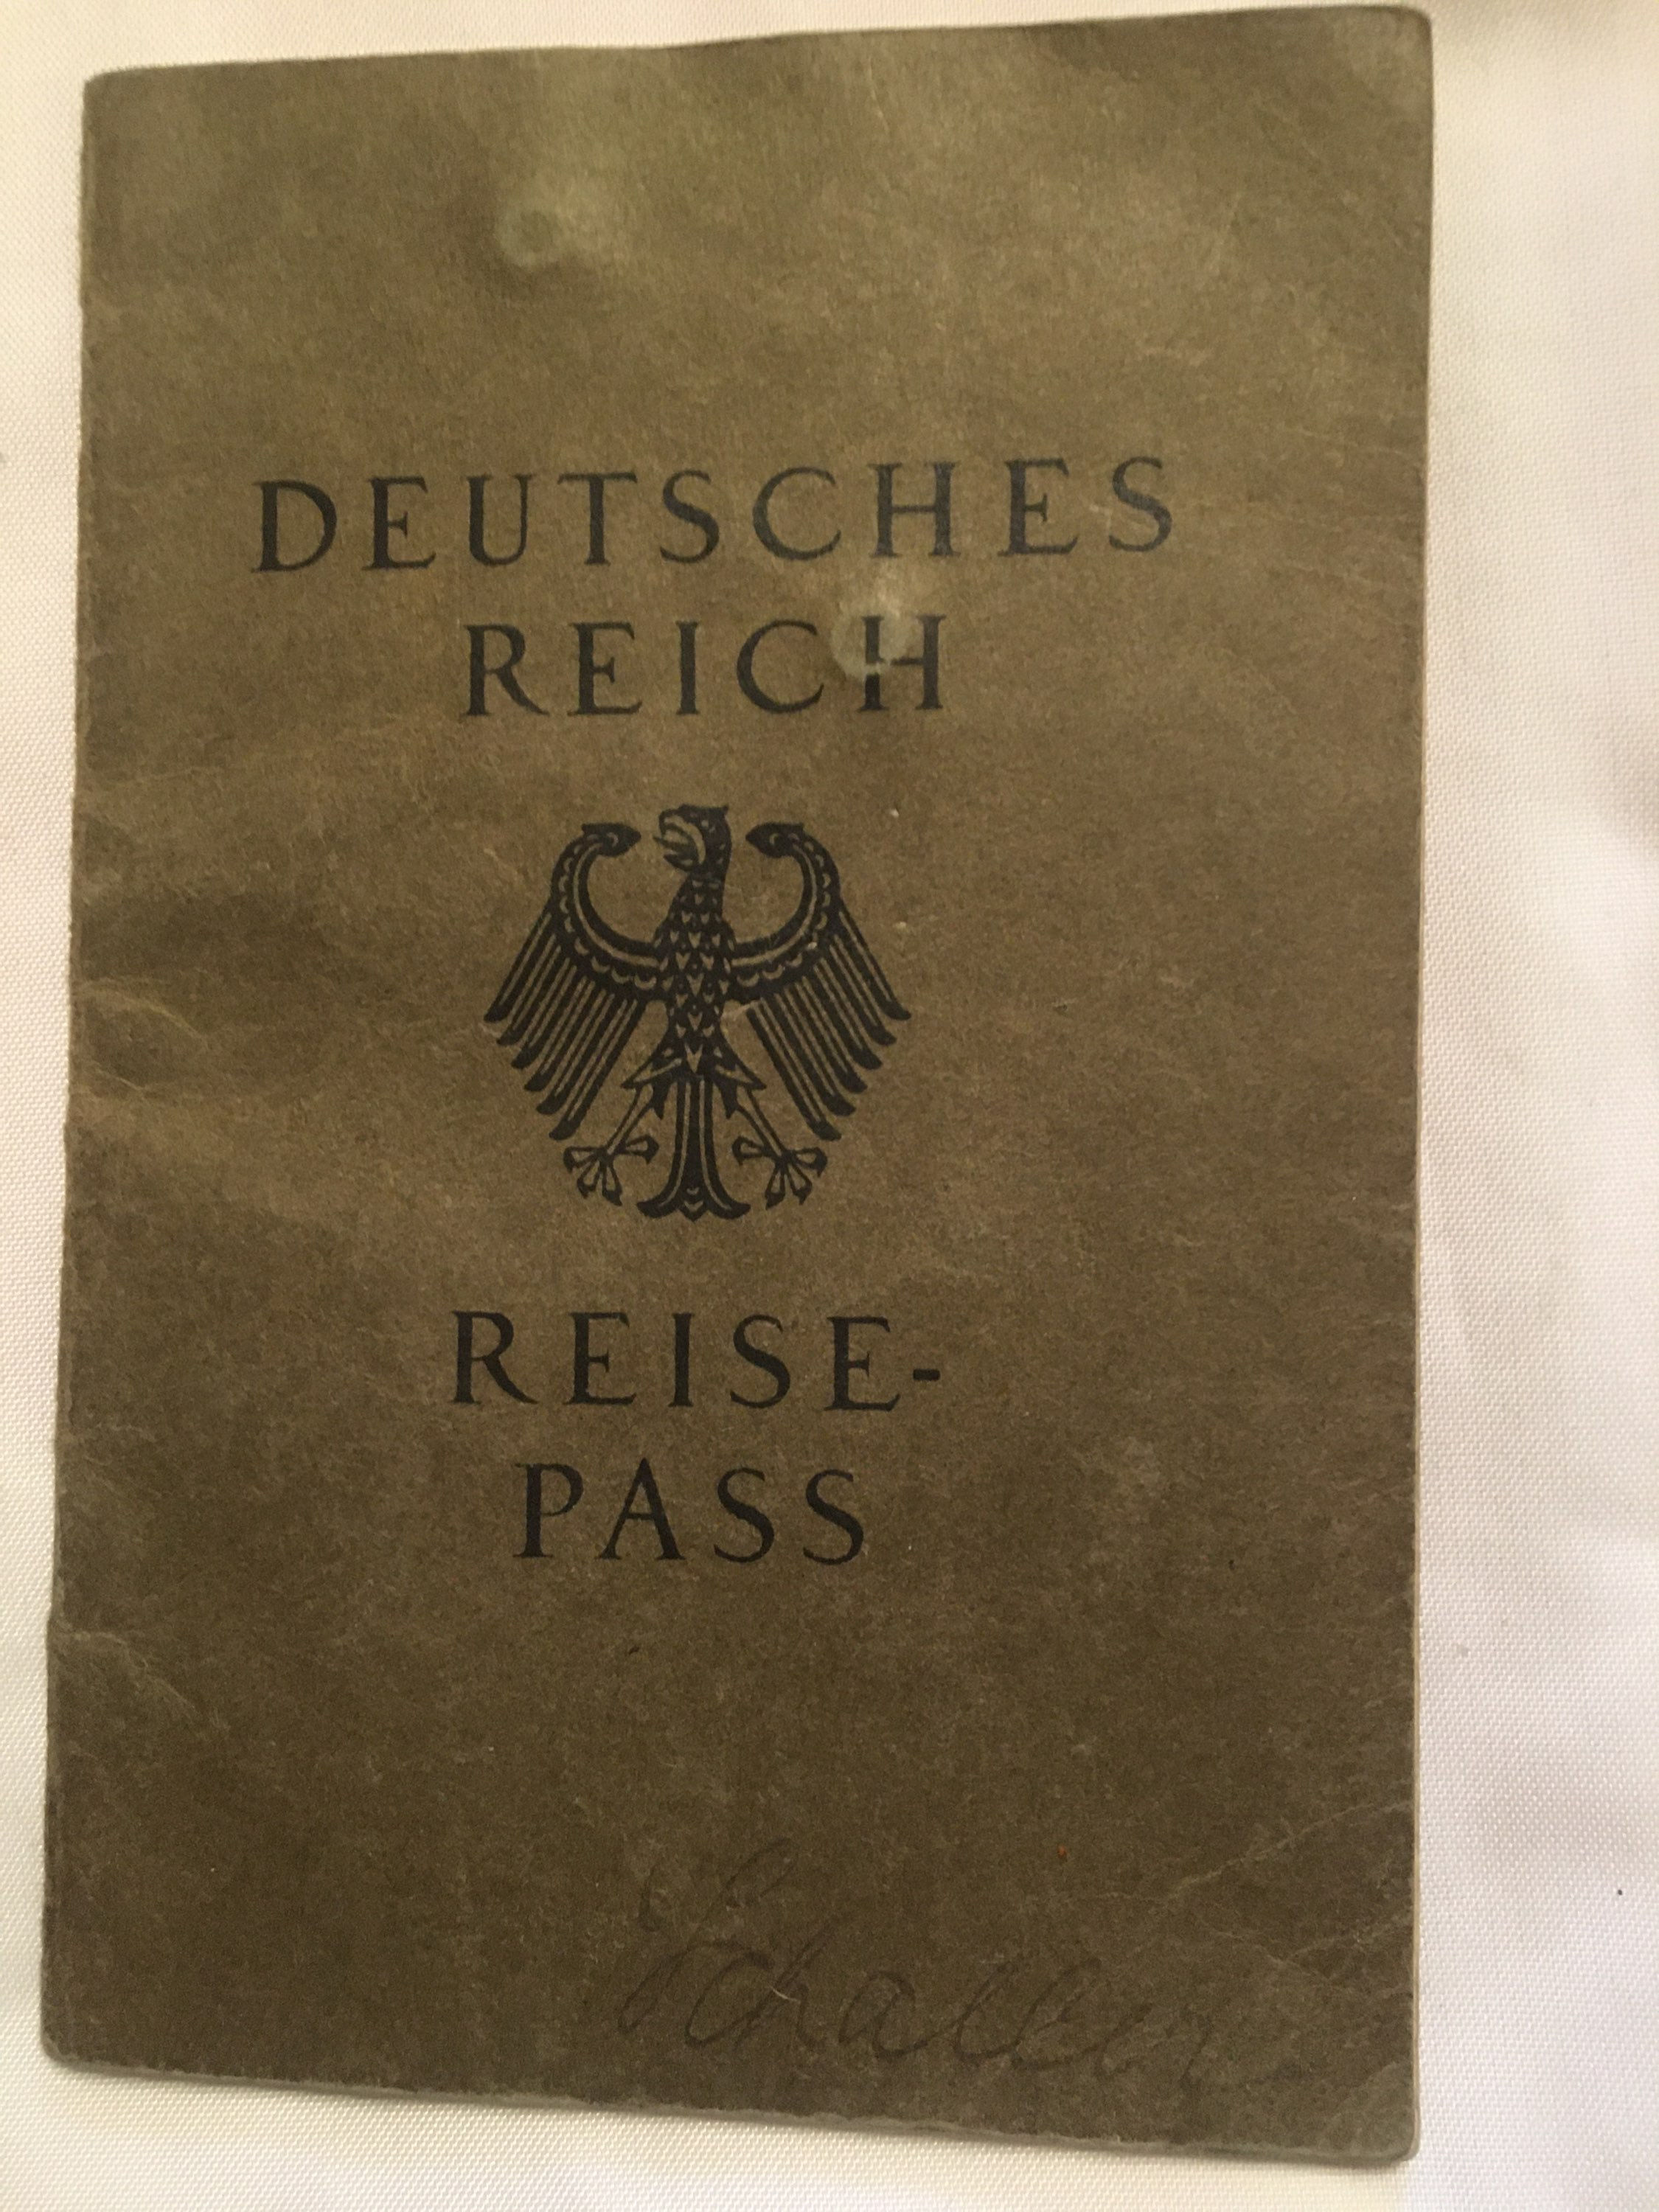 DEUTSCHES
REICH
REISE-
PASS